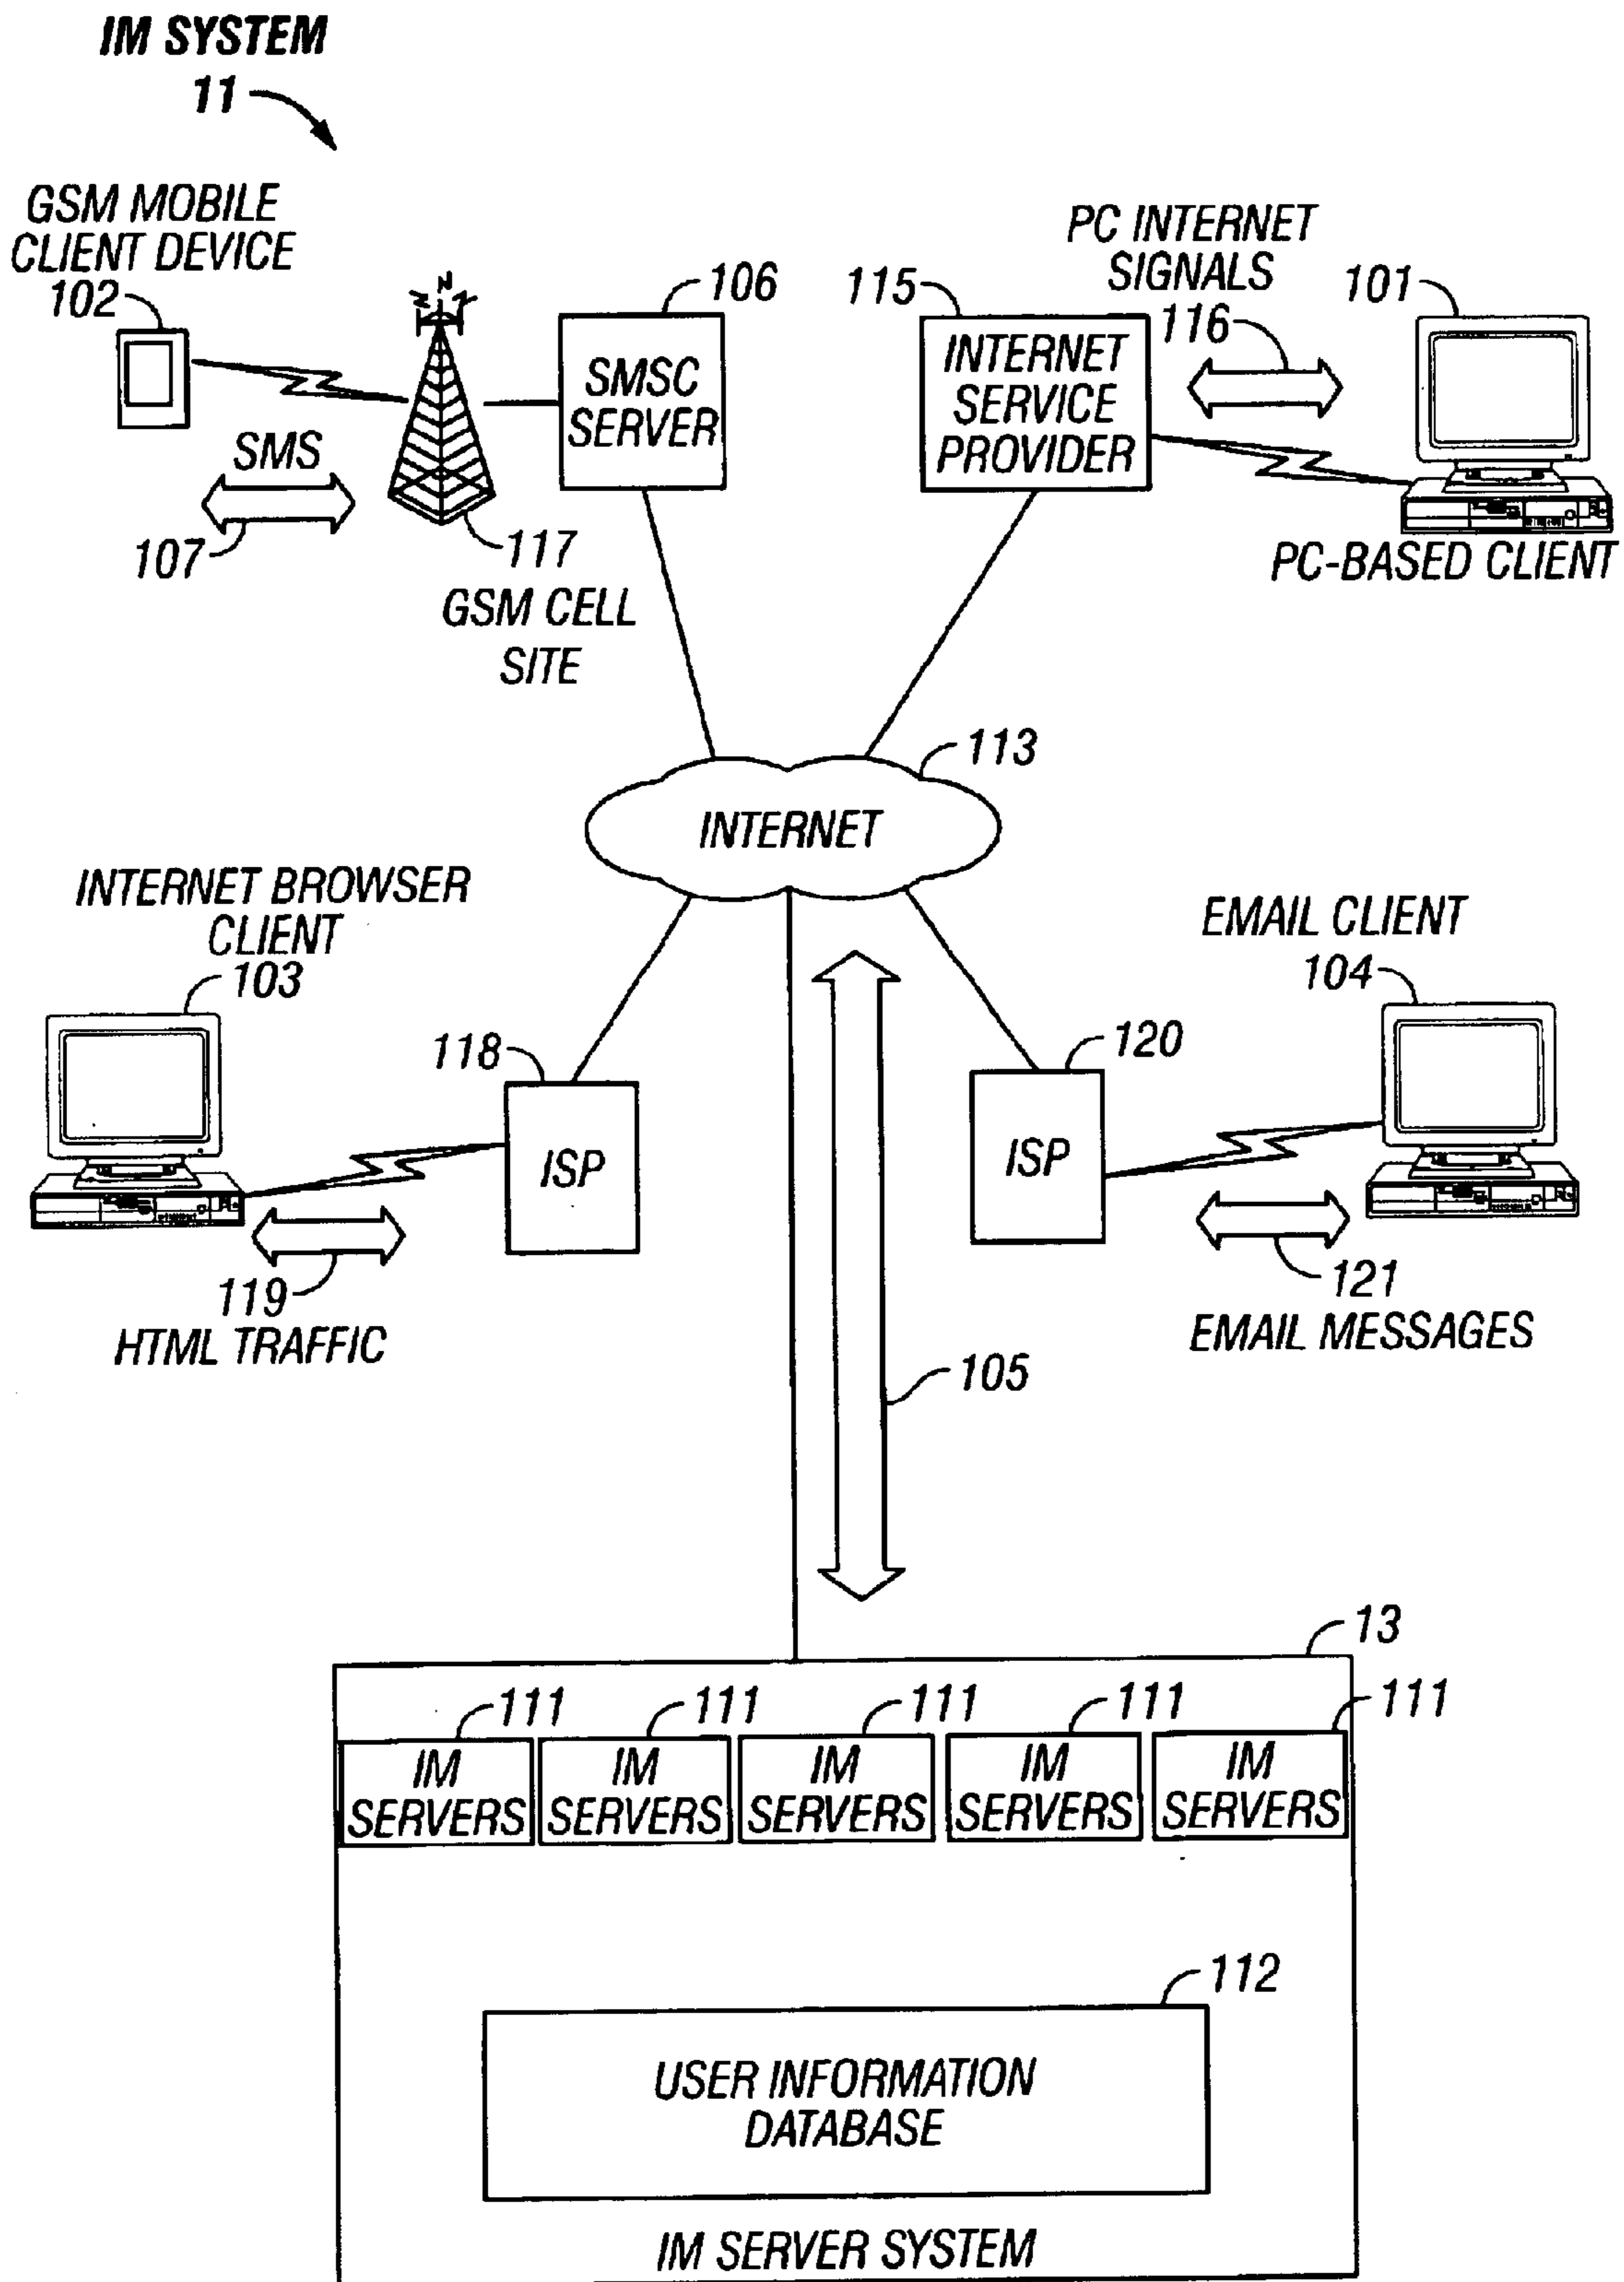 IM SYSTEM
11
GSM MOBILE
CLIENT DEVICE
102
106
SMSC
SERVER
SMS
107
117
GSM CELL
SITE
115
INTERNET
SERVICE
PROVIDER
PC INTERNET
SIGNALS
116
101
PC-BASED CLIENT
113
INTERNET
INTERNET BROWSER
CLIENT
103
118
ISP
119
HTML TRAFFIC
EMAIL CLIENT
104
120
ISP
121
EMAIL MESSAGES
105
13
111
111
111
111
111
IM
SERVERS
IM
SERVERS
IM
SERVERS
IM
SERVERS
IM
SERVERS
112
USER INFORMATION
DATABASE
IM SERVER SYSTEM